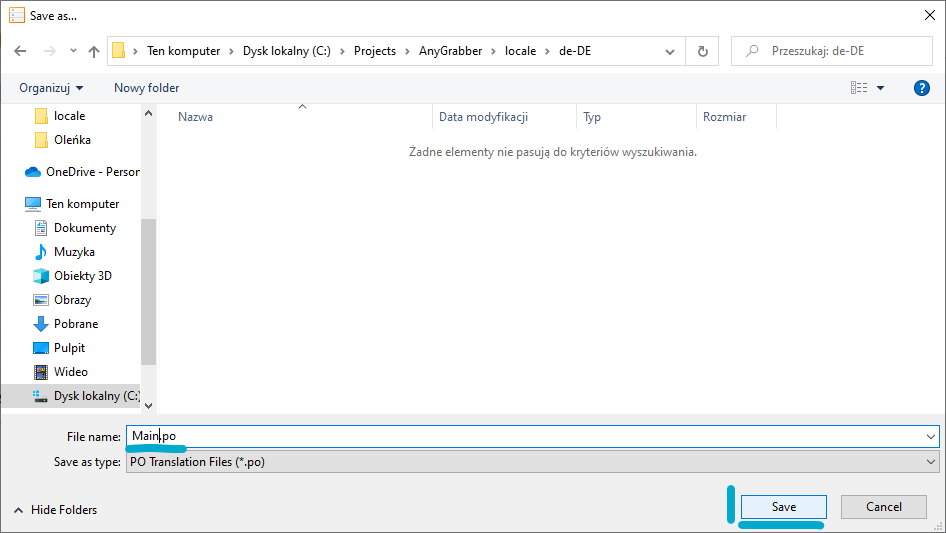 Save as...
Ten komputer > Dysk lokalny (C:) > Projects > AnyGrabber > locale > de-DE
Przeszukaj: de-DE
Organizuj
Nowy folder
?
locale
Oleńka
OneDrive - Person
Ten komputer
Dokumenty
Muzyka
Obiekty 3D
Obrazy
Pobrane
Pulpit
Wideo
Dysk lokalny (C:)
Nazwa Data modyfikacji Typ Rozmiar
Żadne elementy nie pasują do kryteriów wyszukiwania.
File name: Main.po
Save as type: PO Translation Files (*.po)
Hide Folders
Save Cancel